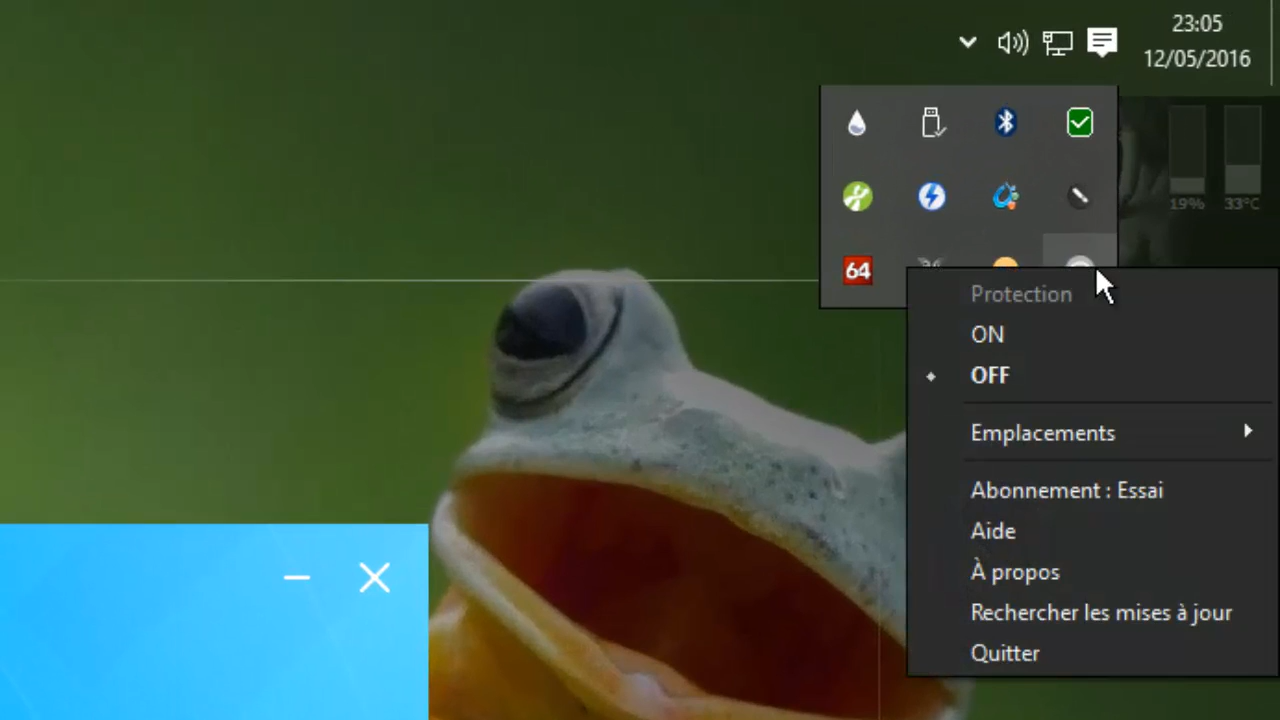 23:05
12/05/2016
19%
33°C
64
Protection
ON
OFF
Emplacements
Abonnement : Essai
Aide
À propos
Rechercher les mises à jour
Quitter